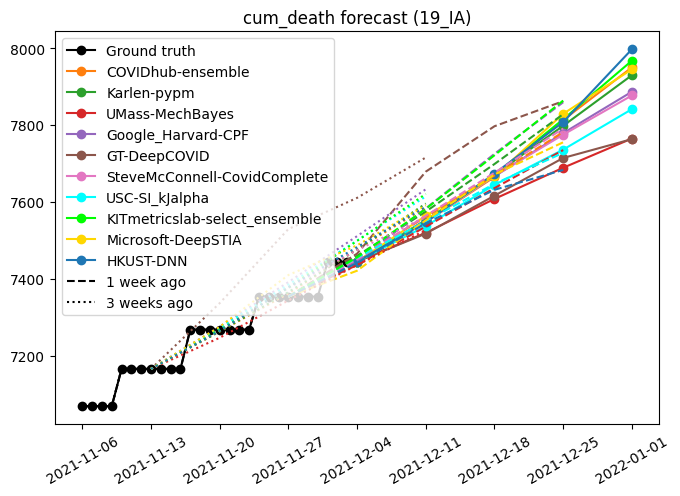 cum_death forecast (19_IA)
8000
7800
7600
7400
7200
Ground truth
COVIDhub-ensemble
Karlen-pypm
UMass-MechBayes
Google_Harvard-CPF
GT-DeepCOVID
SteveMcConnell-CovidComplete
USC-SI_kJalpha
KITmetricslab-select_ensemble
Microsoft-DeepSTIA
HKUST-DNN
1 week ago
3 weeks ago
2021-11-06
2021-11-13
2021-11-20
2021-11-27
2021-12-04
2021-12-11
2021-12-18
2021-12-25
2022-01-01